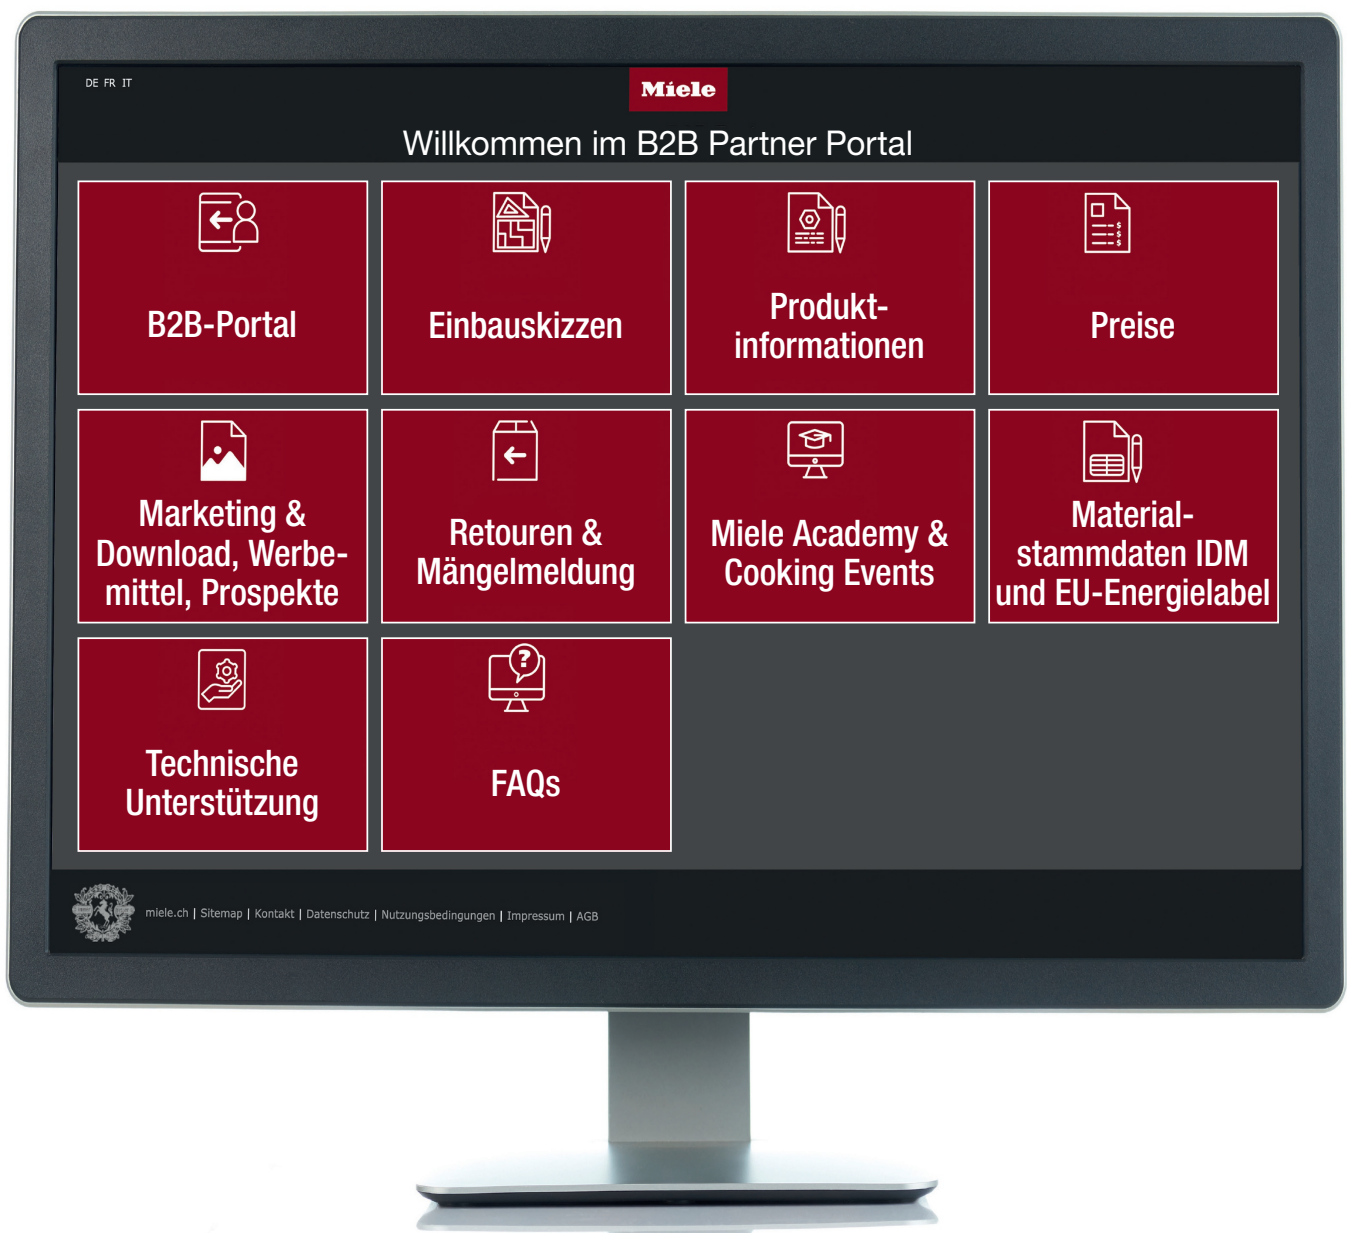 DE FR IT
Miele
Willkommen im B2B Partner Portal
B2B-Portal
Einbauskizzen
Produkt-
informationen
Preise
Marketing &
Download, Werbe-
mittel, Prospekte
Retouren &
Mängelmeldung
Miele Academy &
Cooking Events
Material-
stammdaten IDM
und EU-Energielabel
Technische
Unterstützung
?
FAQs
miele.ch | Sitemap | Kontakt | Datenschutz | Nutzungsbedingungen | Impressum | AGB